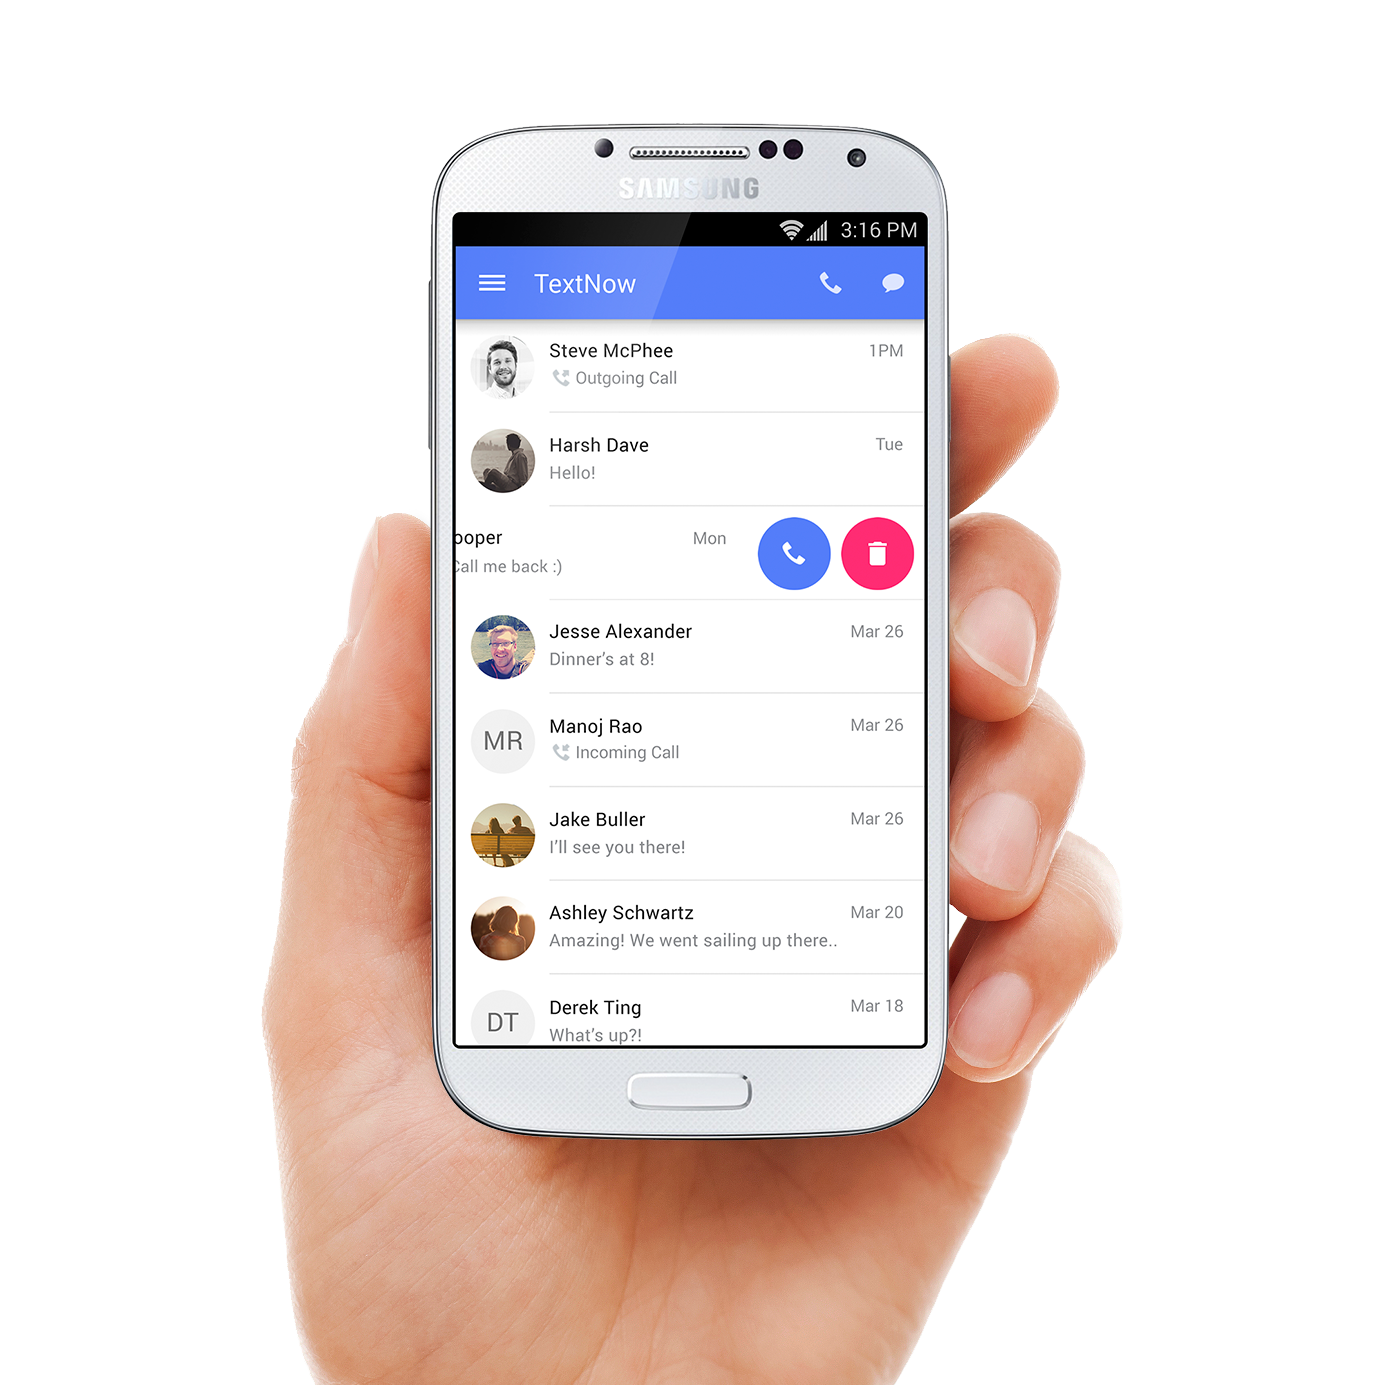 SAMSUNG
3:16 PM
TextNow
Steve McPhee 1PM
Outgoing Call
Harsh Dave Tue
Hello!
ooper Mon
Call me back :)
Jesse Alexander Mar 26
Dinner’s at 8!
MR
Manoj Rao Mar 26
Incoming Call
Jake Buller Mar 26
I’ll see you there!
Ashley Schwartz Mar 20
Amazing! We went sailing up there..
DT
Derek Ting Mar 18
What’s up?!